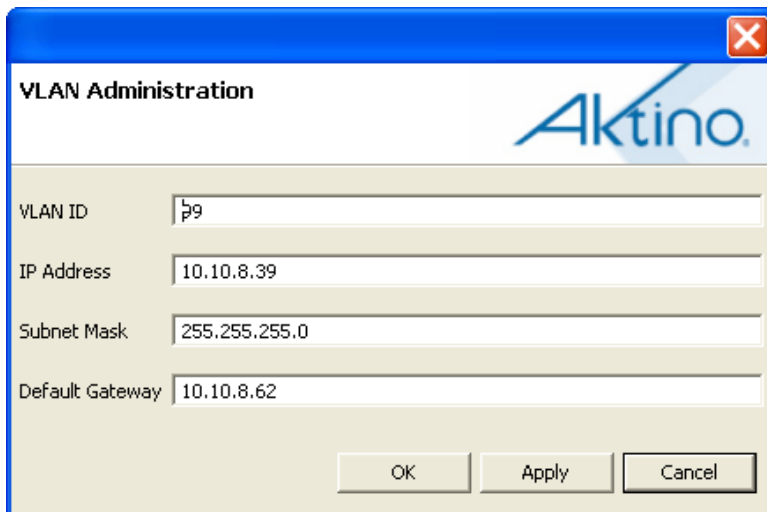 VLAN Administration
Aktino®
VLAN ID
IP Address 10.10.8.39
Subnet Mask 255.255.255.0
Default Gateway 10.10.8.62
OK Apply Cancel